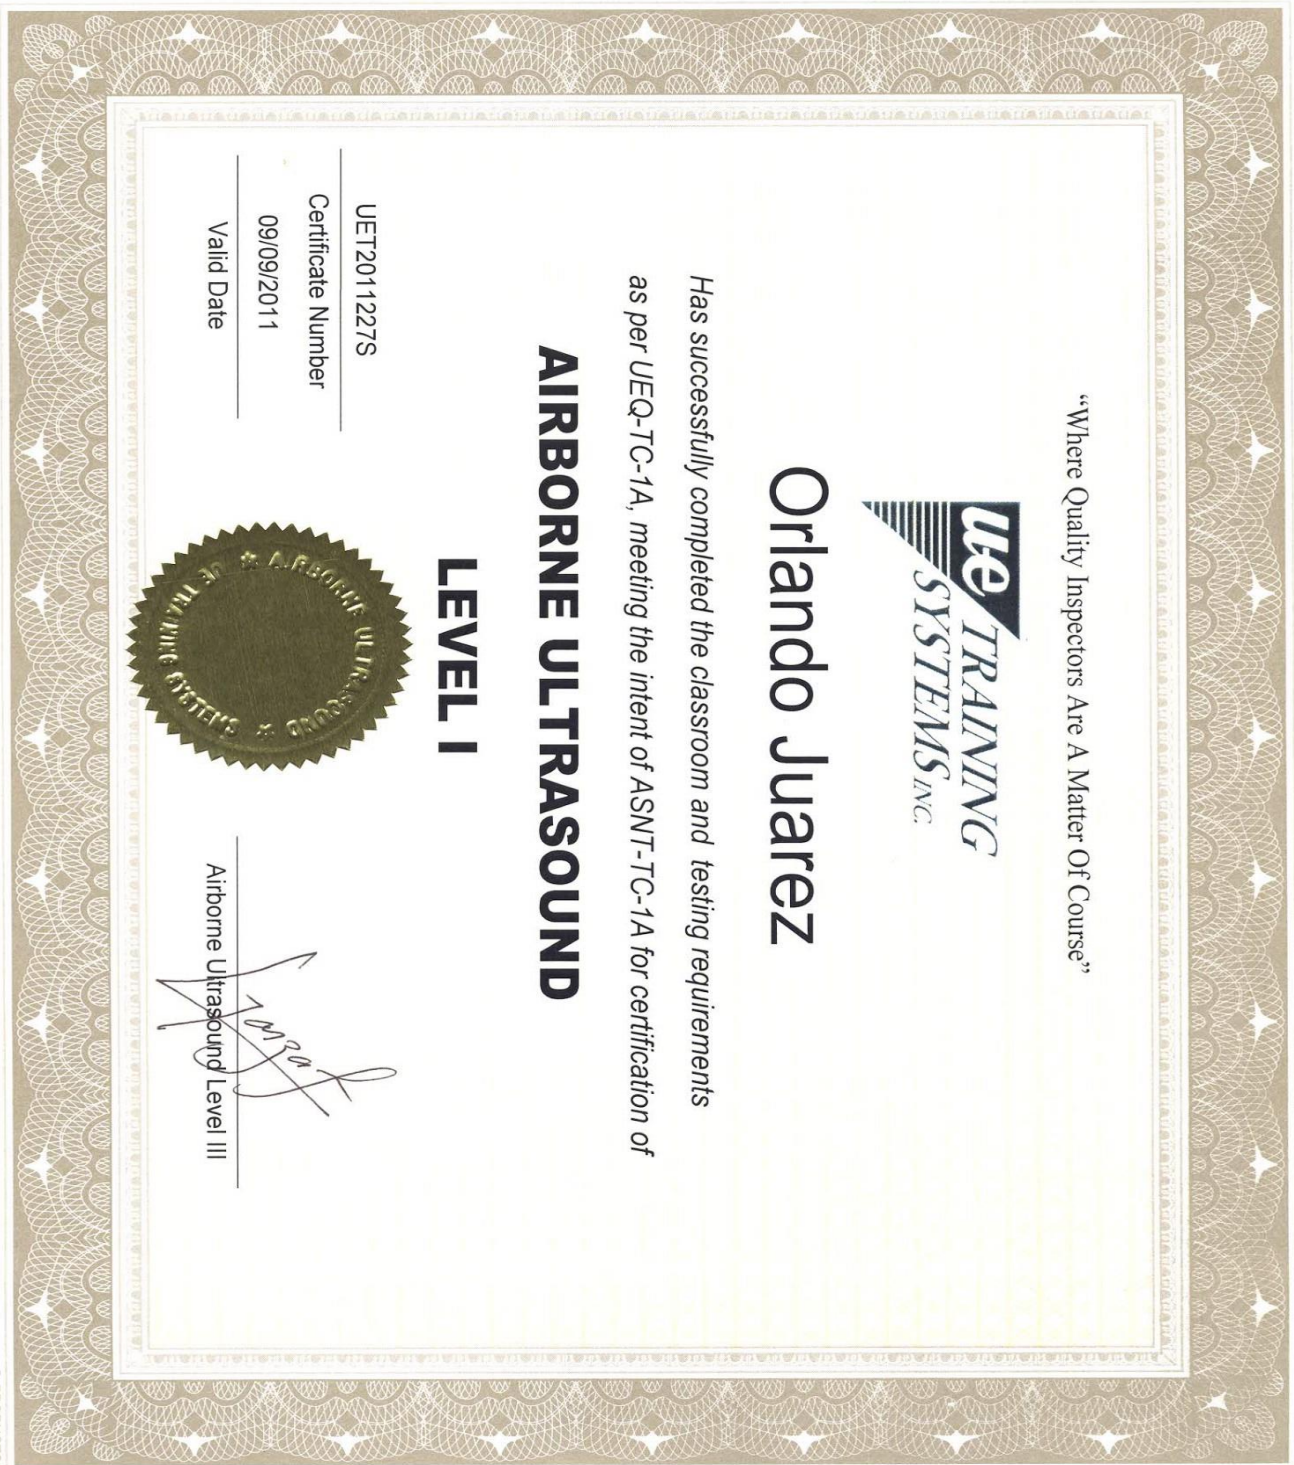 “Where Quality Inspectors Are A Matter Of Course”
ue TRAINING
SYSTEMS INC.
Orlando Juarez
Has successfully completed the classroom and testing requirements
as per UEQ-TC-1A, meeting the intent of ASNT-TC-1A for certification of
AIRBORNE ULTRASOUND
LEVEL I
UET2011227S
Certificate Number
09/09/2011
Valid Date
AIRBORNE ULTRASOUND
UE TRAINING SYSTEMS
Airborne Ultrasound Level III